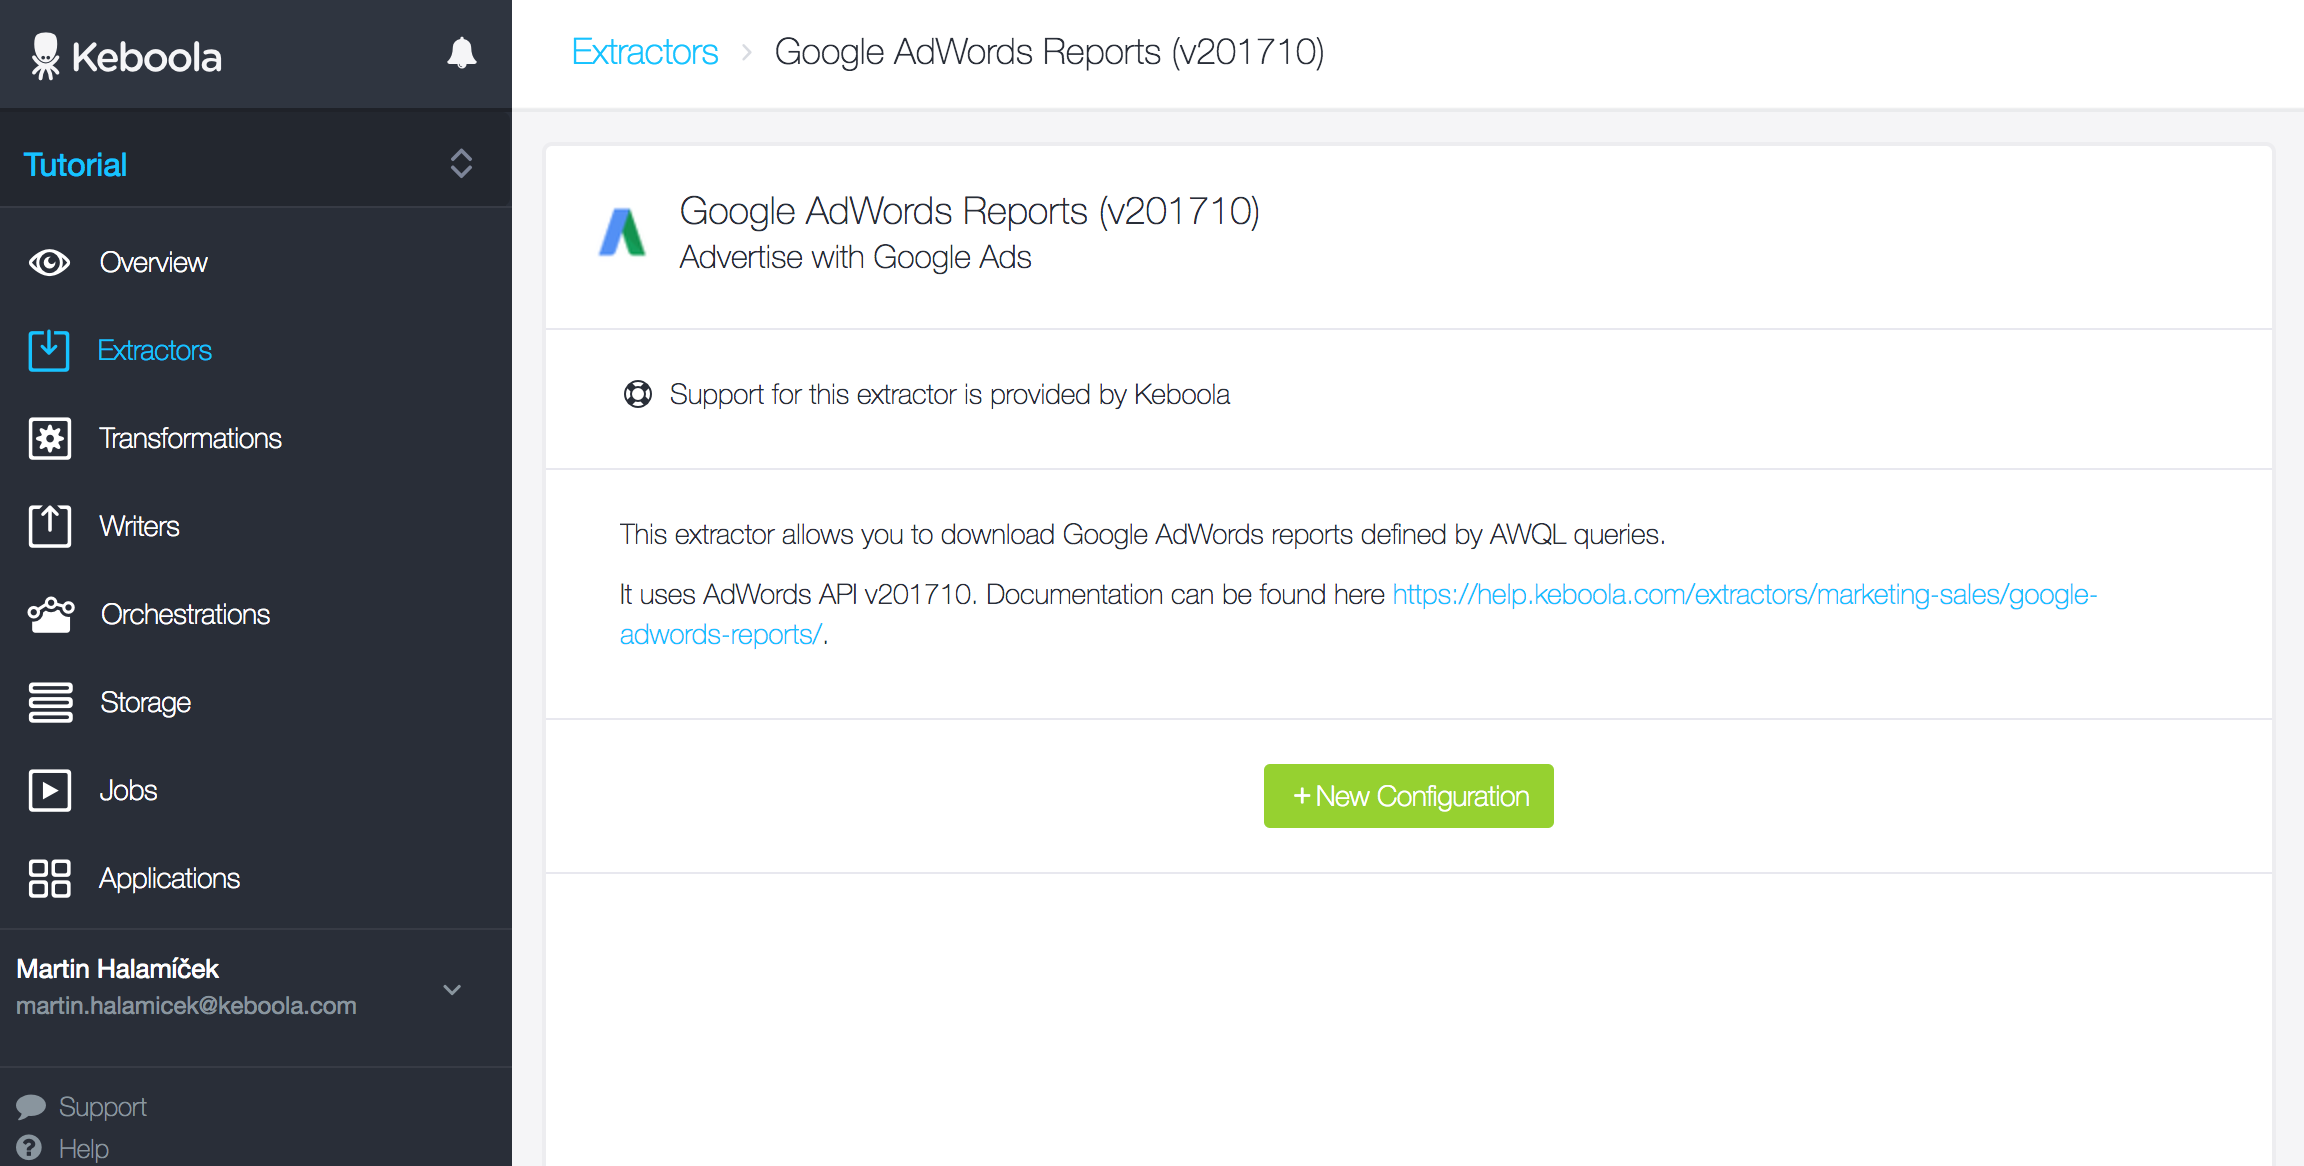 Keboola
Tutorial
Overview
Extractors
Transformations
Writers
Orchestrations
Storage
Jobs
Applications
Martin Halamíček
martin.halamicek@keboola.com
Support
Help
Extractors > Google AdWords Reports (v201710)
Google AdWords Reports (v201710)
Advertise with Google Ads
Support for this extractor is provided by Keboola
This extractor allows you to download Google AdWords reports defined by AWQL queries.
It uses AdWords API v201710. Documentation can be found here https://help.keboola.com/extractors/marketing-sales/google-
adwords-reports/.
+ New Configuration